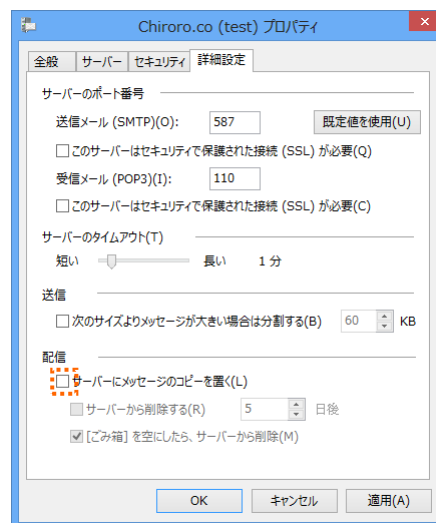 Chiroro.co (test) プロパティ
全般 サーバー セキュリティ 詳細設定
サーバーのポート番号
送信メール (SMTP)(O): 587 既定値を使用(U)
このサーバーはセキュリティで保護された接続 (SSL) が必要(Q)
受信メール (POP3)(I): 110
このサーバーはセキュリティで保護された接続 (SSL) が必要(C)
サーバーのタイムアウト(T)
短い 長い 1 分
送信
次のサイズよりメッセージが大きい場合は分割する(B) 60 KB
配信
サーバーにメッセージのコピーを置く(L)
サーバーから削除する(R) 5 日後
[ごみ箱] を空にしたら、サーバーから削除(M)
OK キャンセル 適用(A)